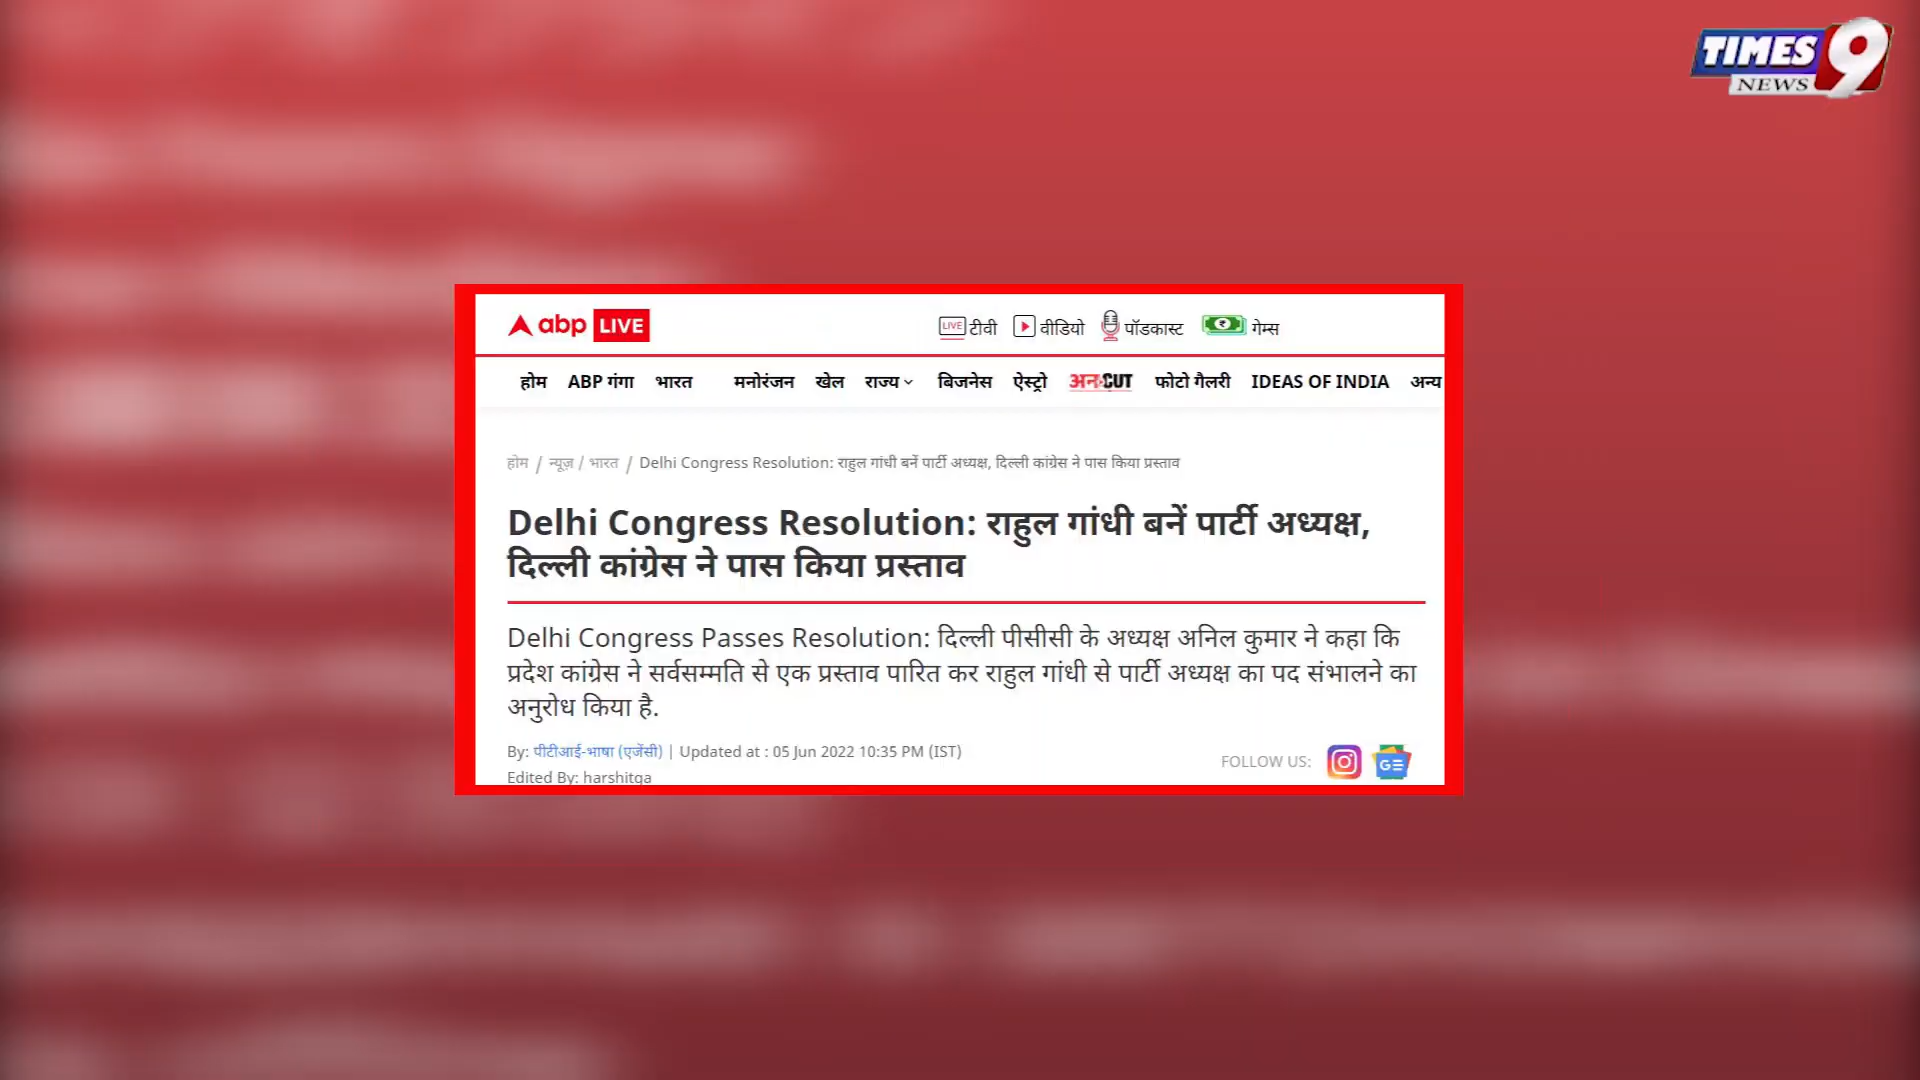 TIMES 9
NEWS
abp LIVE
LIVE टीवी वीडियो पॉडकास्ट गेम्स
होम ABP गंगा भारत मनोरंजन खेल राज्य बिजनेस ऐस्ट्रो अनCUT फोटो गैलरी IDEAS OF INDIA अन्य
होम / न्यूज़ / भारत / Delhi Congress Resolution: राहुल गांधी बनें पार्टी अध्यक्ष, दिल्ली कांग्रेस ने पास किया प्रस्ताव
Delhi Congress Resolution: राहुल गांधी बनें पार्टी अध्यक्ष,
दिल्ली कांग्रेस ने पास किया प्रस्ताव
Delhi Congress Passes Resolution: दिल्ली पीसीसी के अध्यक्ष अनिल कुमार ने कहा कि
प्रदेश कांग्रेस ने सर्वसम्मति से एक प्रस्ताव पारित कर राहुल गांधी से पार्टी अध्यक्ष का पद संभालने का
अनुरोध किया है.
By: पीटीआई-भाषा (एजेंसी) | Updated at : 05 Jun 2022 10:35 PM (IST)
FOLLOW US:
Edited By: harshitga